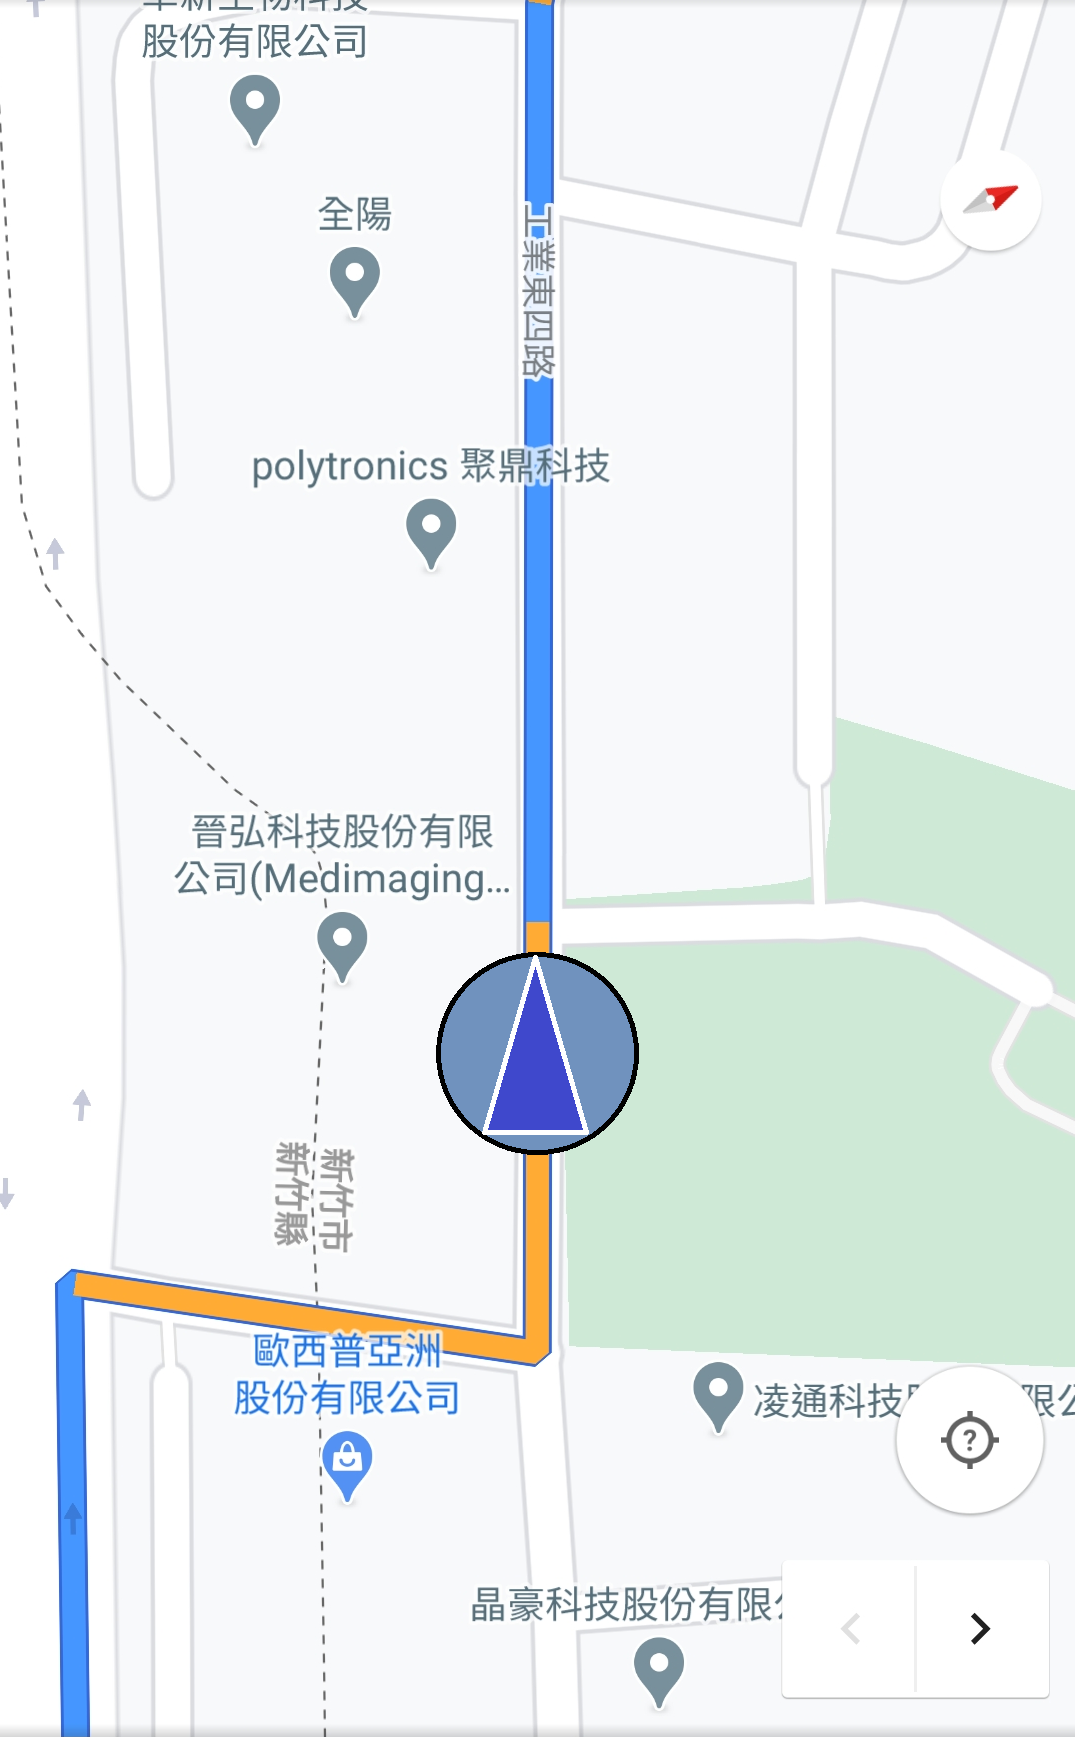 股份有限公司
全陽
工業東四路
polytronics 聚鼎科技
晉弘科技股份有限
公司(Medimaging...
新竹市
新竹縣
歐西普亞洲
股份有限公司
凌通科技
限公
?
晶豪科技股份有限